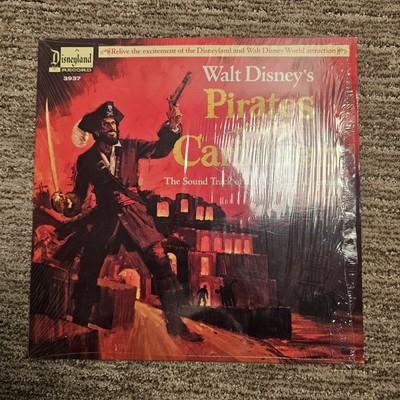 Disneyland
RECORD
3937
Relive the excitement of the Disneyland and Walt Disney World attraction
Walt Disney's
Pirates
The Sound Track of